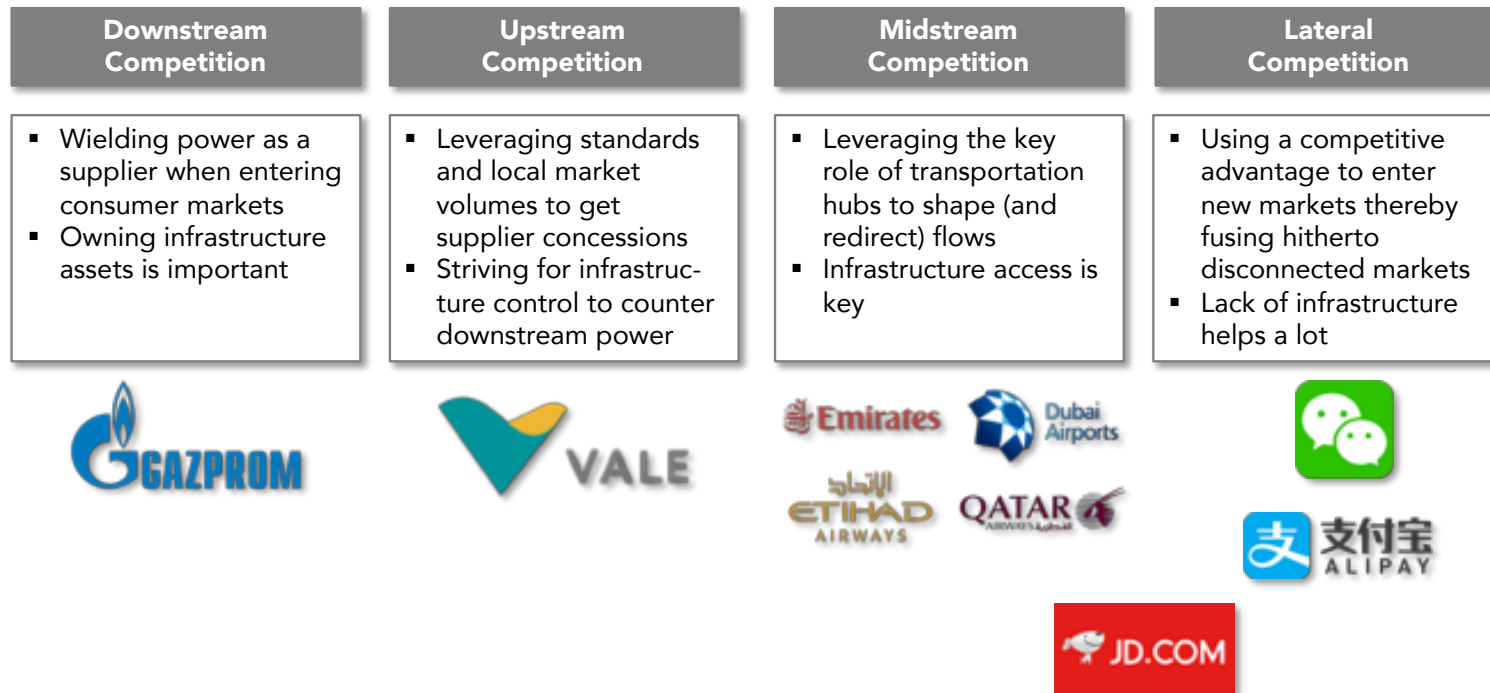 Downstream
Competition
Wielding power as a
supplier when entering
consumer markets
Owning infrastructure
assets is important
GAZPROM
Upstream
Competition
Leveraging standards
and local market
volumes to get
supplier concessions
Striving for infrastruc-
ture control to counter
downstream power
VALE
Midstream
Competition
Leveraging the key
role of transportation
hubs to shape (and
redirect) flows
Infrastructure access is
key
Emirates
Dubai
Airports
الإتحاد
ETIHAD
AIRWAYS
QATAR
AIRWAYS القطرية
Lateral
Competition
Using a competitive
advantage to enter
new markets thereby
fusing hitherto
disconnected markets
Lack of infrastructure
helps a lot
支
支付宝
ALIPAY
JD.COM